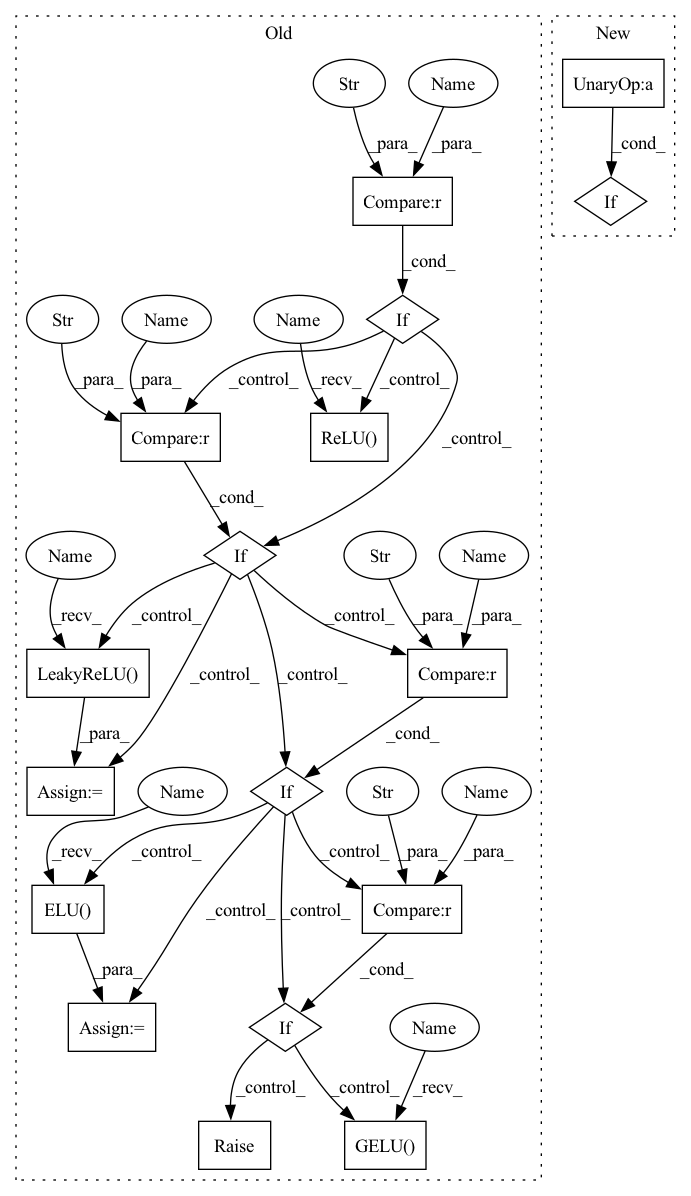 Old
New
Str
Name
UnaryOp:a
_para_
_para_
_cond_
Compare:r
If
_cond_
Str
Name
Name
If
_para_
_para_
_control_
_recv_
_control_
Compare:r
ReLU()
_control_
_cond_
Name
If
Str
Name
_recv_
_control_
_control_
_para_
_para_
LeakyReLU()
_control_
_control_
Compare:r
_para_
_cond_
Assign:=
Name
If
Str
Name
_recv_
_control_
_control_
_para_
_para_
ELU()
_control_
_control_
Compare:r
_para_
_cond_
Assign:=
If
Name
_control_
_control_
_recv_
Raise
GELU()